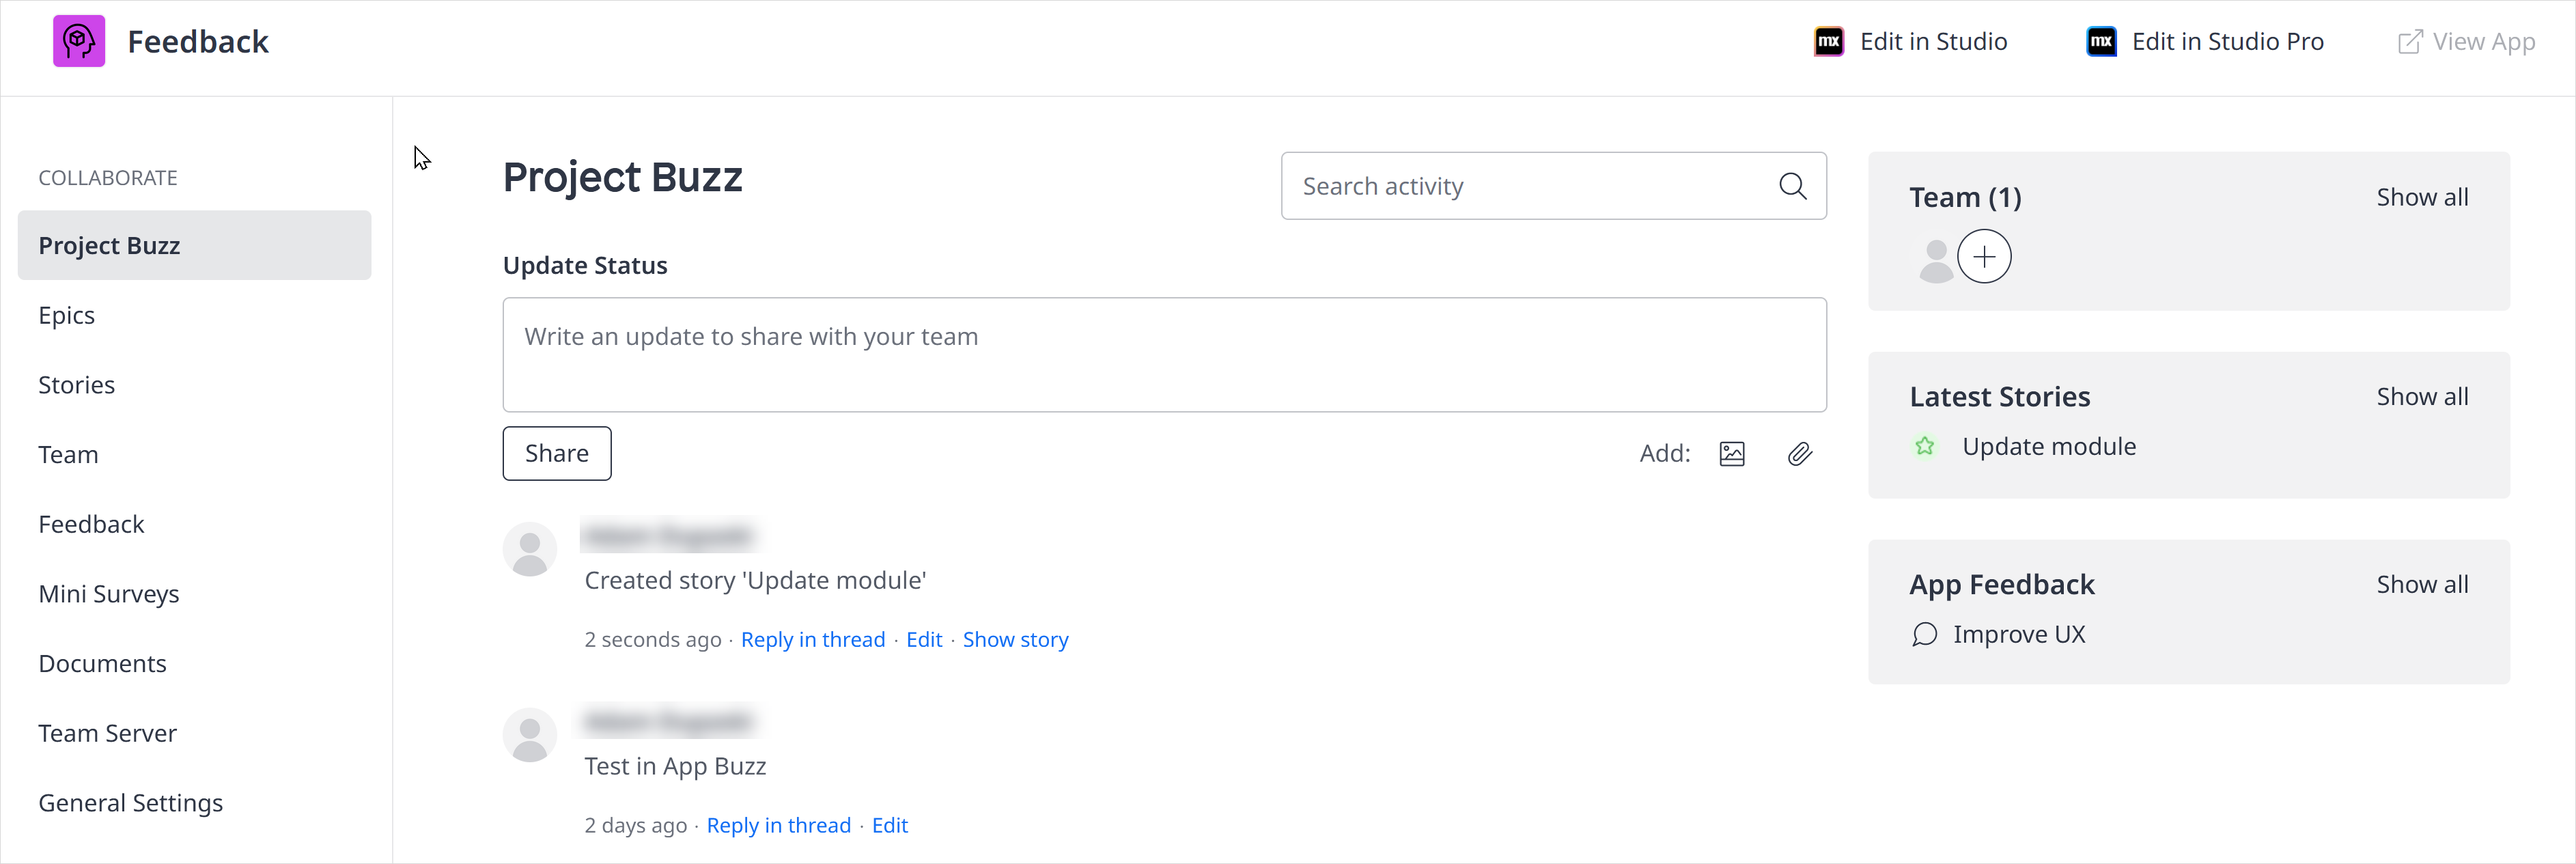 Feedback
mx Edit in Studio
mx Edit in Studio Pro
View App
COLLABORATE
Project Buzz
Epics
Stories
Team
Feedback
Mini Surveys
Documents
Team Server
General Settings
Project Buzz
Search activity
Update Status
Write an update to share with your team
Share
Add:
Created story 'Update module'
2 seconds ago · Reply in thread · Edit · Show story
Test in App Buzz
2 days ago · Reply in thread · Edit
Team (1) Show all
Latest Stories Show all
Update module
App Feedback Show all
Improve UX